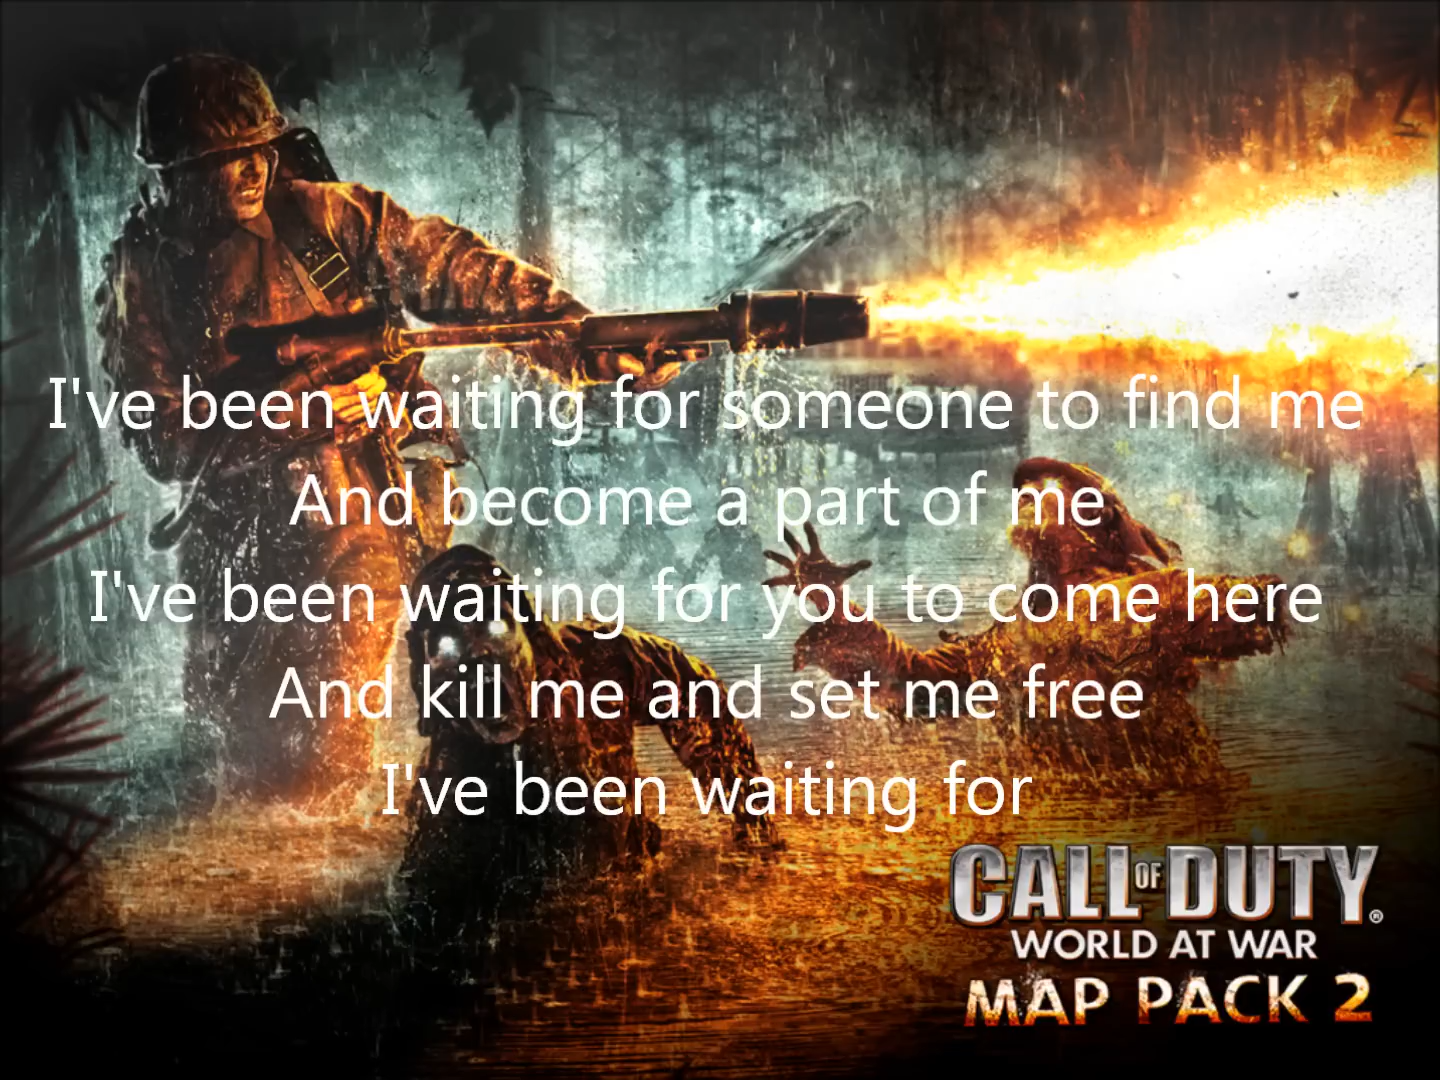 I've been waiting for someone to find me
And become a part of me
I've been waiting for you to come here
And kill me and set me free
I've been waiting for
CALL OF DUTY®
WORLD AT WAR
MAP PACK 2